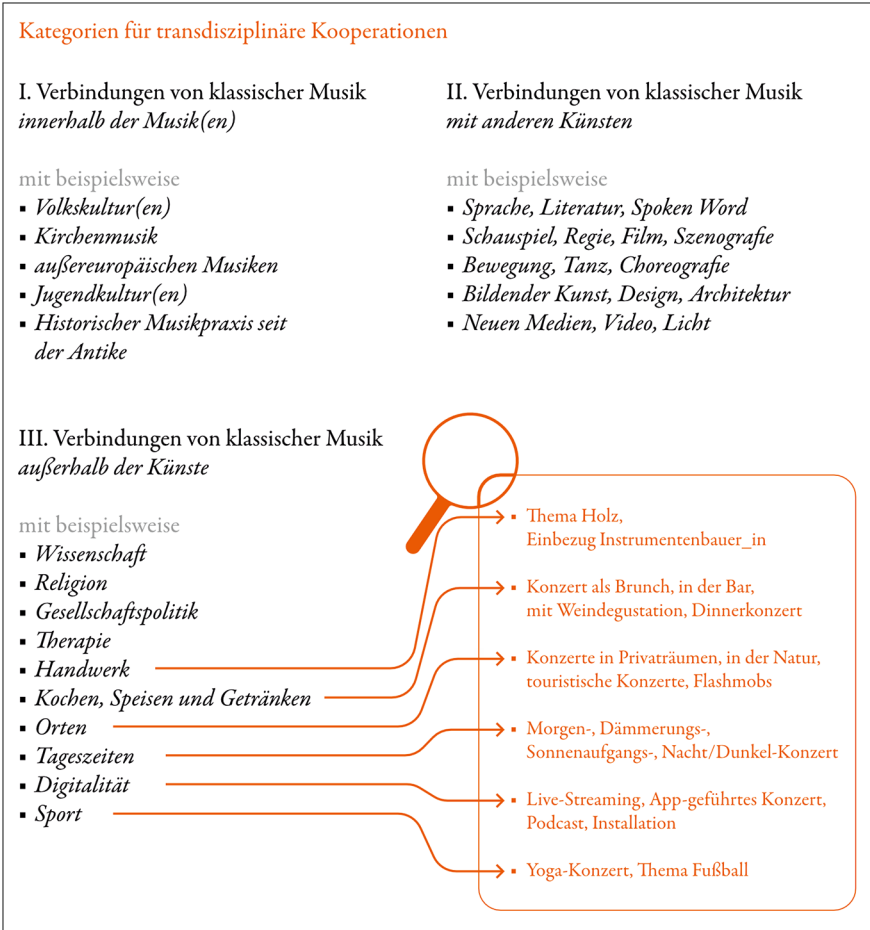 Kategorien für transdisziplinäre Kooperationen
I. Verbindungen von klassischer Musik
innerhalb der Musik(en)
mit beispielsweise
▪ Volkskultur(en)
▪ Kirchenmusik
▪ außereuropäischen Musiken
▪ Jugendkultur(en)
▪ Historischer Musikpraxis seit
der Antike
II. Verbindungen von klassischer Musik
mit anderen Künsten
mit beispielsweise
▪ Sprache, Literatur, Spoken Word
▪ Schauspiel, Regie, Film, Szenografie
▪ Bewegung, Tanz, Choreografie
▪ Bildender Kunst, Design, Architektur
▪ Neuen Medien, Video, Licht
III. Verbindungen von klassischer Musik
außerhalb der Künste
mit beispielsweise
▪ Wissenschaft
▪ Religion
▪ Gesellschaftspolitik
▪ Therapie
▪ Handwerk
▪ Kochen, Speisen und Getränken
▪ Orten
▪ Tageszeiten
▪ Digitalität
▪ Sport
▪ Thema Holz,
Einbezug Instrumentenbauer_in
▪ Konzert als Brunch, in der Bar,
mit Weindegustation, Dinnerkonzert
▪ Konzerte in Privaträumen, in der Natur,
touristische Konzerte, Flashmobs
▪ Morgen-, Dämmerungs-,
Sonnenaufgangs-, Nacht/Dunkel-Konzert
▪ Live-Streaming, App-geführtes Konzert,
Podcast, Installation
▪ Yoga-Konzert, Thema Fußball